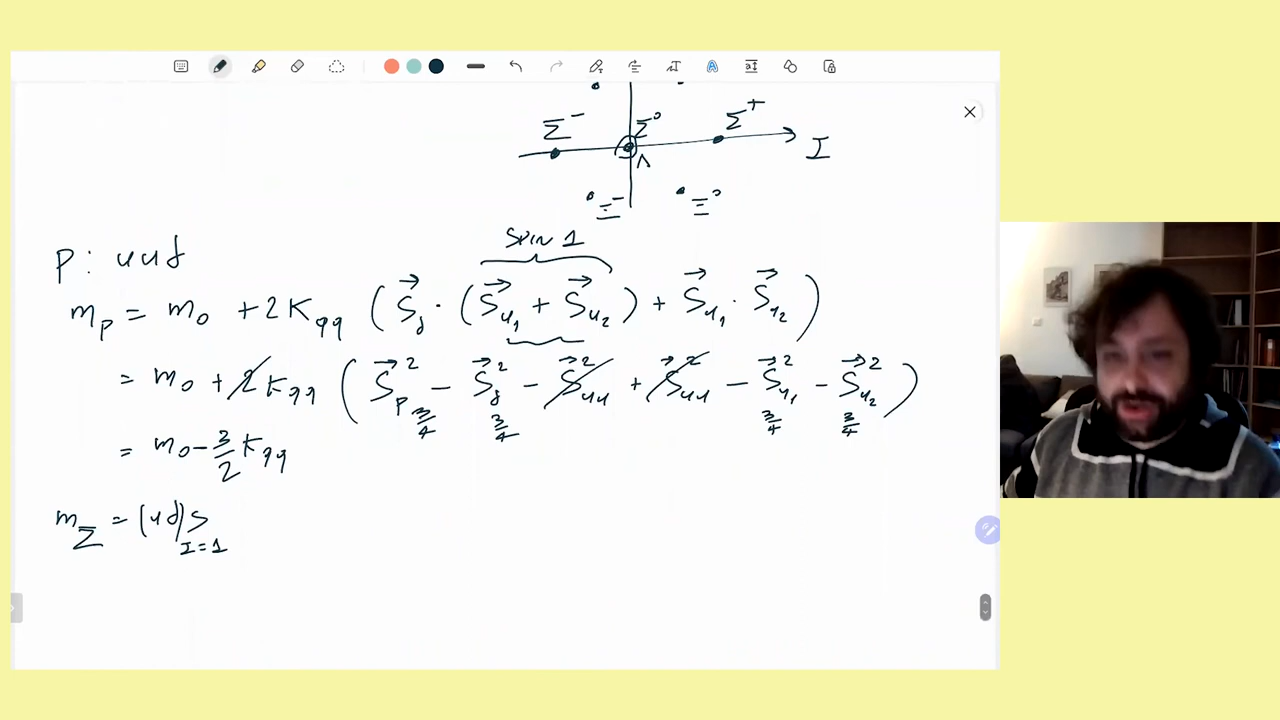 Σ⁻ Σ⁰ Σ⁺
Λ I
Ξ⁻ Ξ⁰
Spin 1
p: uud
m_p = m_0 + 2K_qq (S⃗_d · (S⃗_u₁ + S⃗_u₂) + S⃗_u₁ · S⃗_u₂)
= m_0 + 2K_qq (S⃗_p² - S⃗_d² - S⃗_uu² + S⃗_uu² - S⃗_u₁² - S⃗_u₂²)
3/4 3/4 3/4 3/4
= m_0 - 3/2 K_qq
m_Σ = (ud)s
I=1